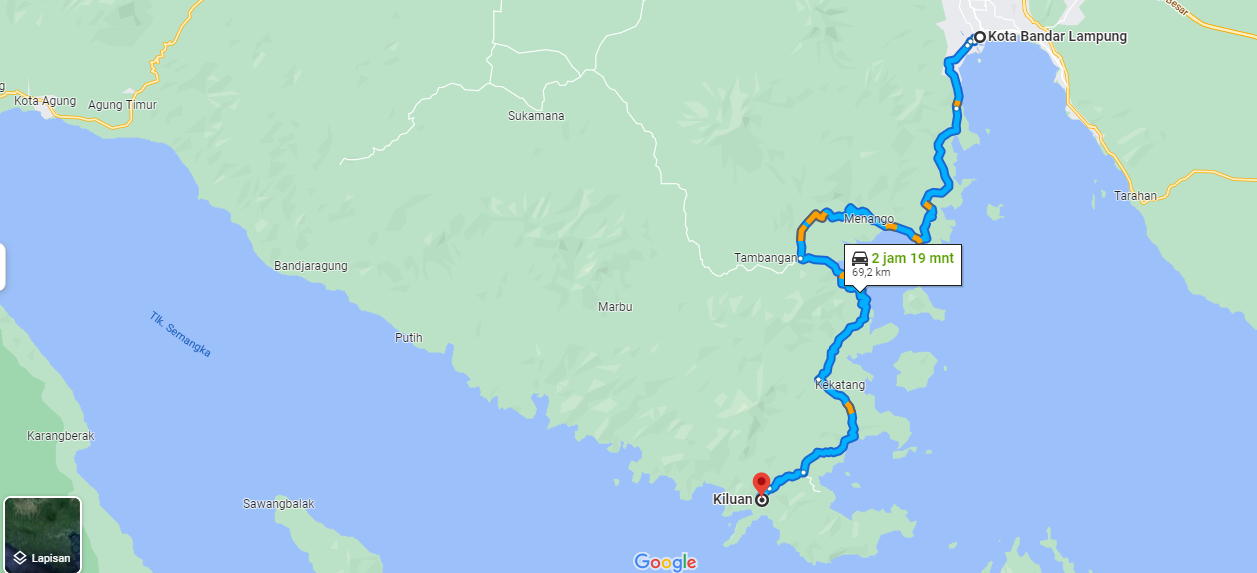 Besar
Kota Bandar Lampung
Kota Agung
Agung Timur
Sukamana
Tarahan
Menango
Tambangan
2 jam 19 mnt
69,2 km
Bandjaragung
Marbu
Tlk. Semangka
Putih
Kekatang
Karangberak
Kiluan
Sawangbalak
Lapisan
Google